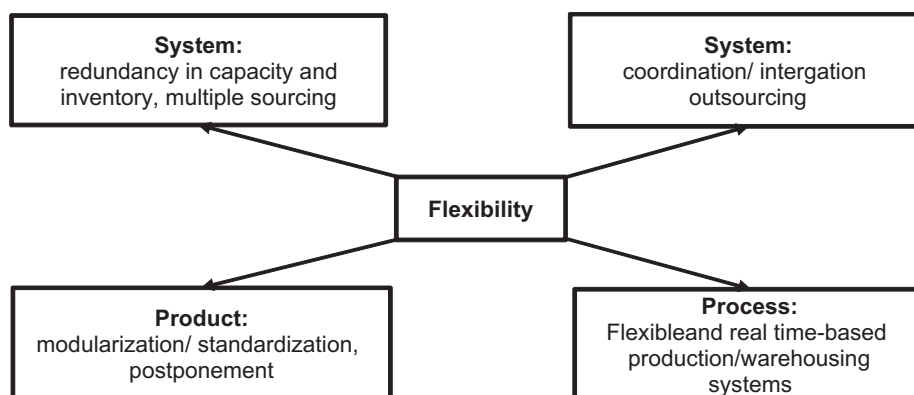 System:
redundancy in capacity and
inventory, multiple sourcing
System:
coordination/ intergation
outsourcing
Flexibility
Product:
modularization/ standardization,
postponement
Process:
Flexibleand real time-based
production/warehousing
systems